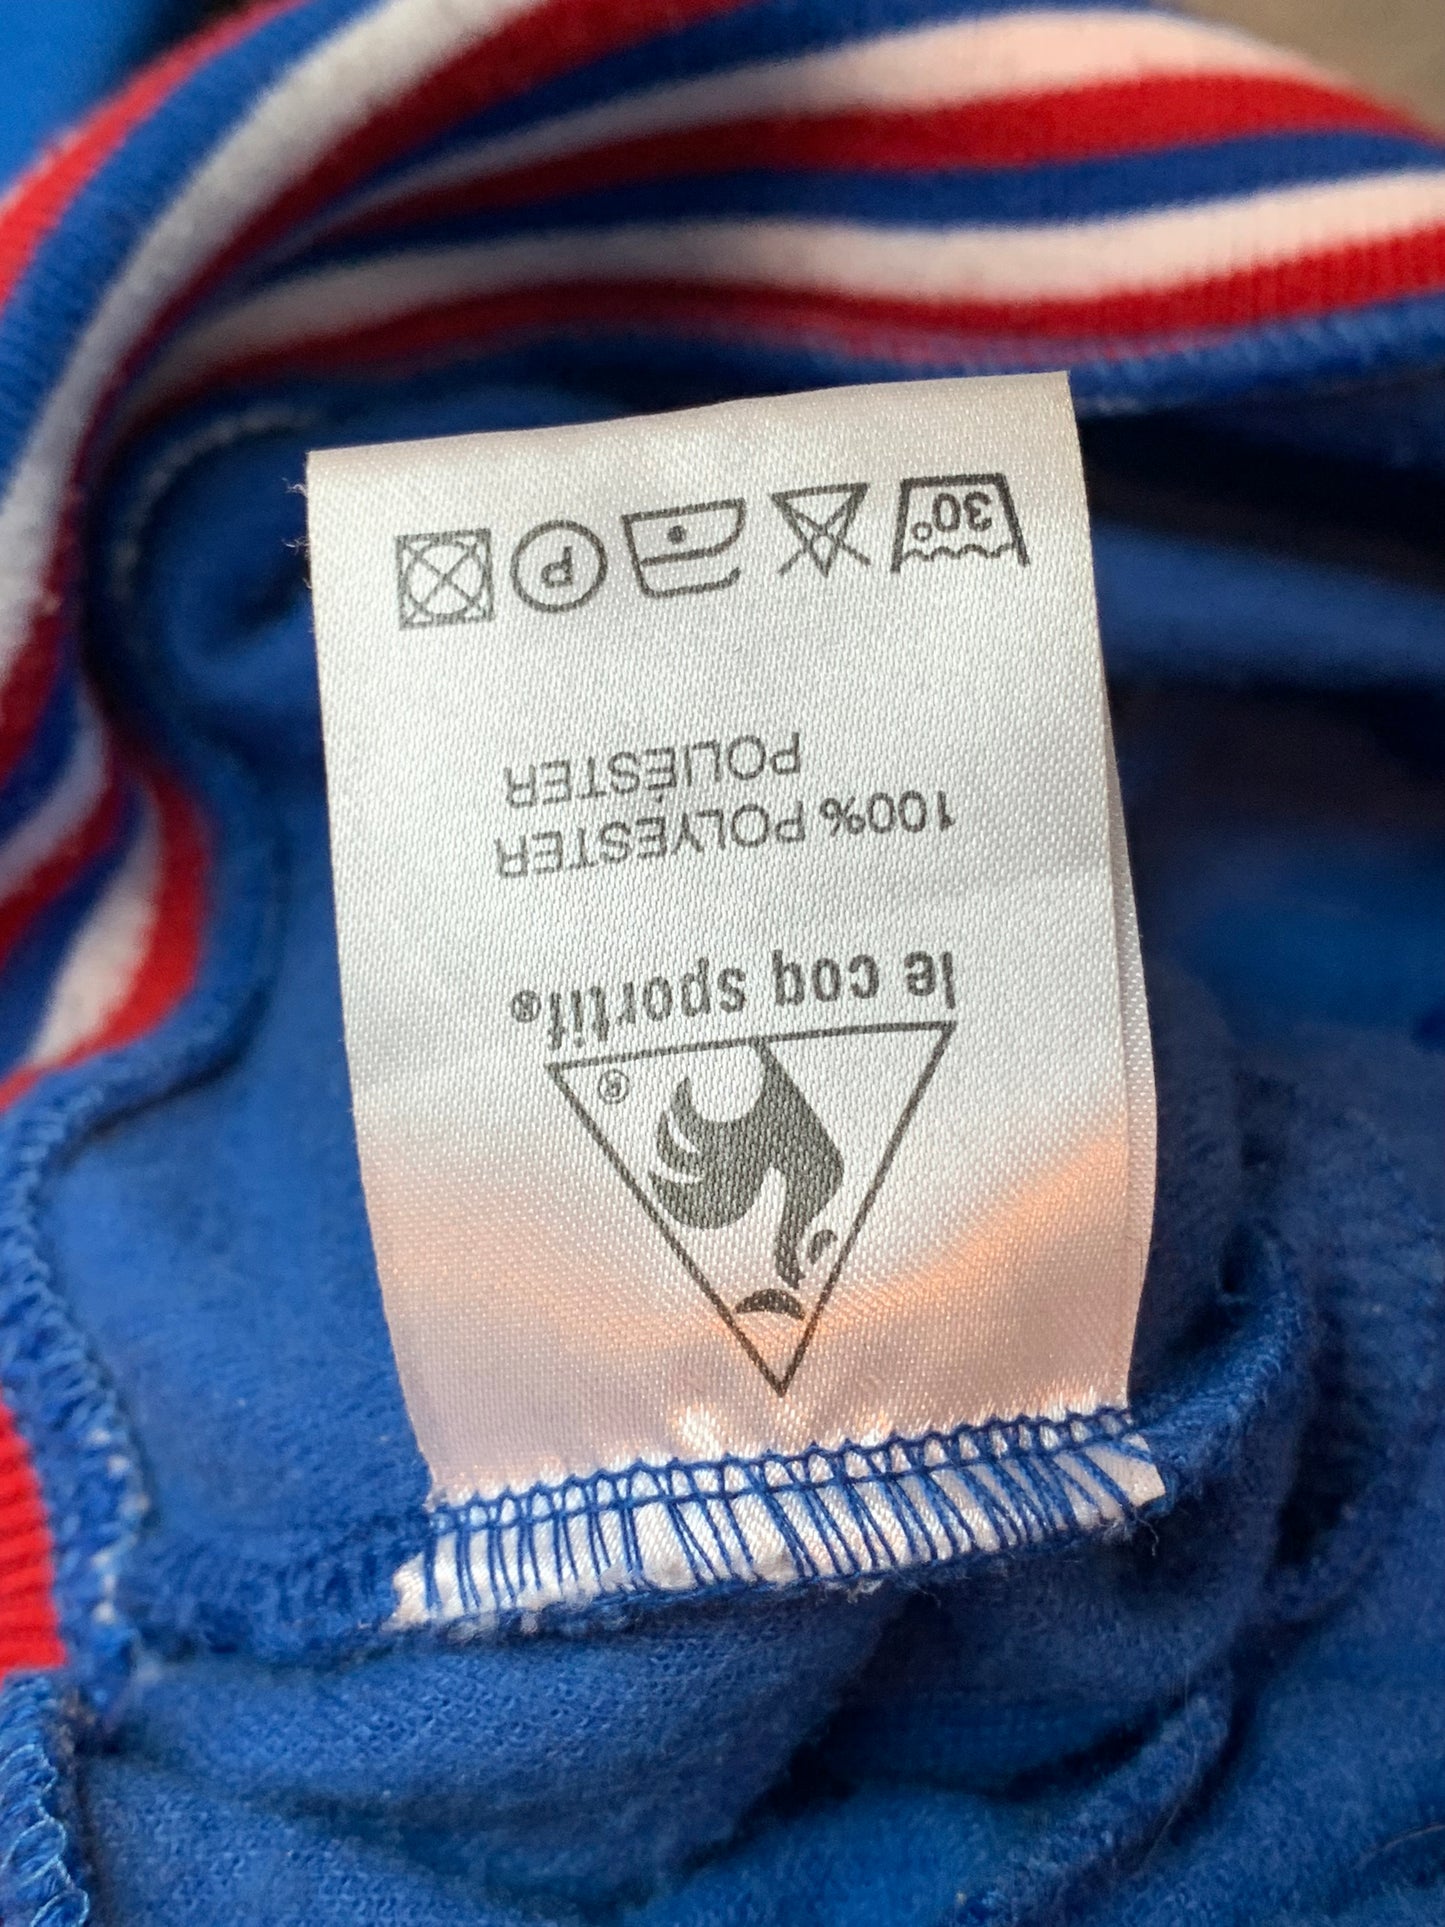 ®
le coq sportif®
100% POLYESTER
POLIÉSTER
30°
P